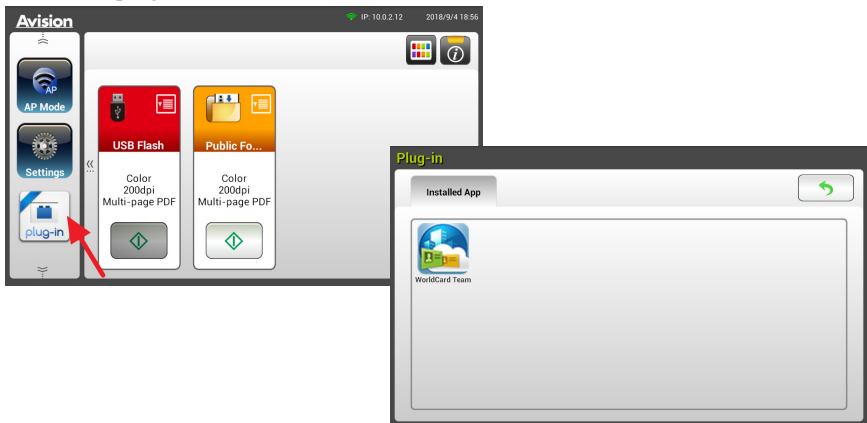 Avision
IP: 10.0.2.12 2018/9/4 18:56
AP
AP Mode
Settings
plug-in
USB Flash
Color
200dpi
Multi-page PDF
Public Fo...
Color
200dpi
Multi-page PDF
Plug-in
Installed App
WorldCard Team